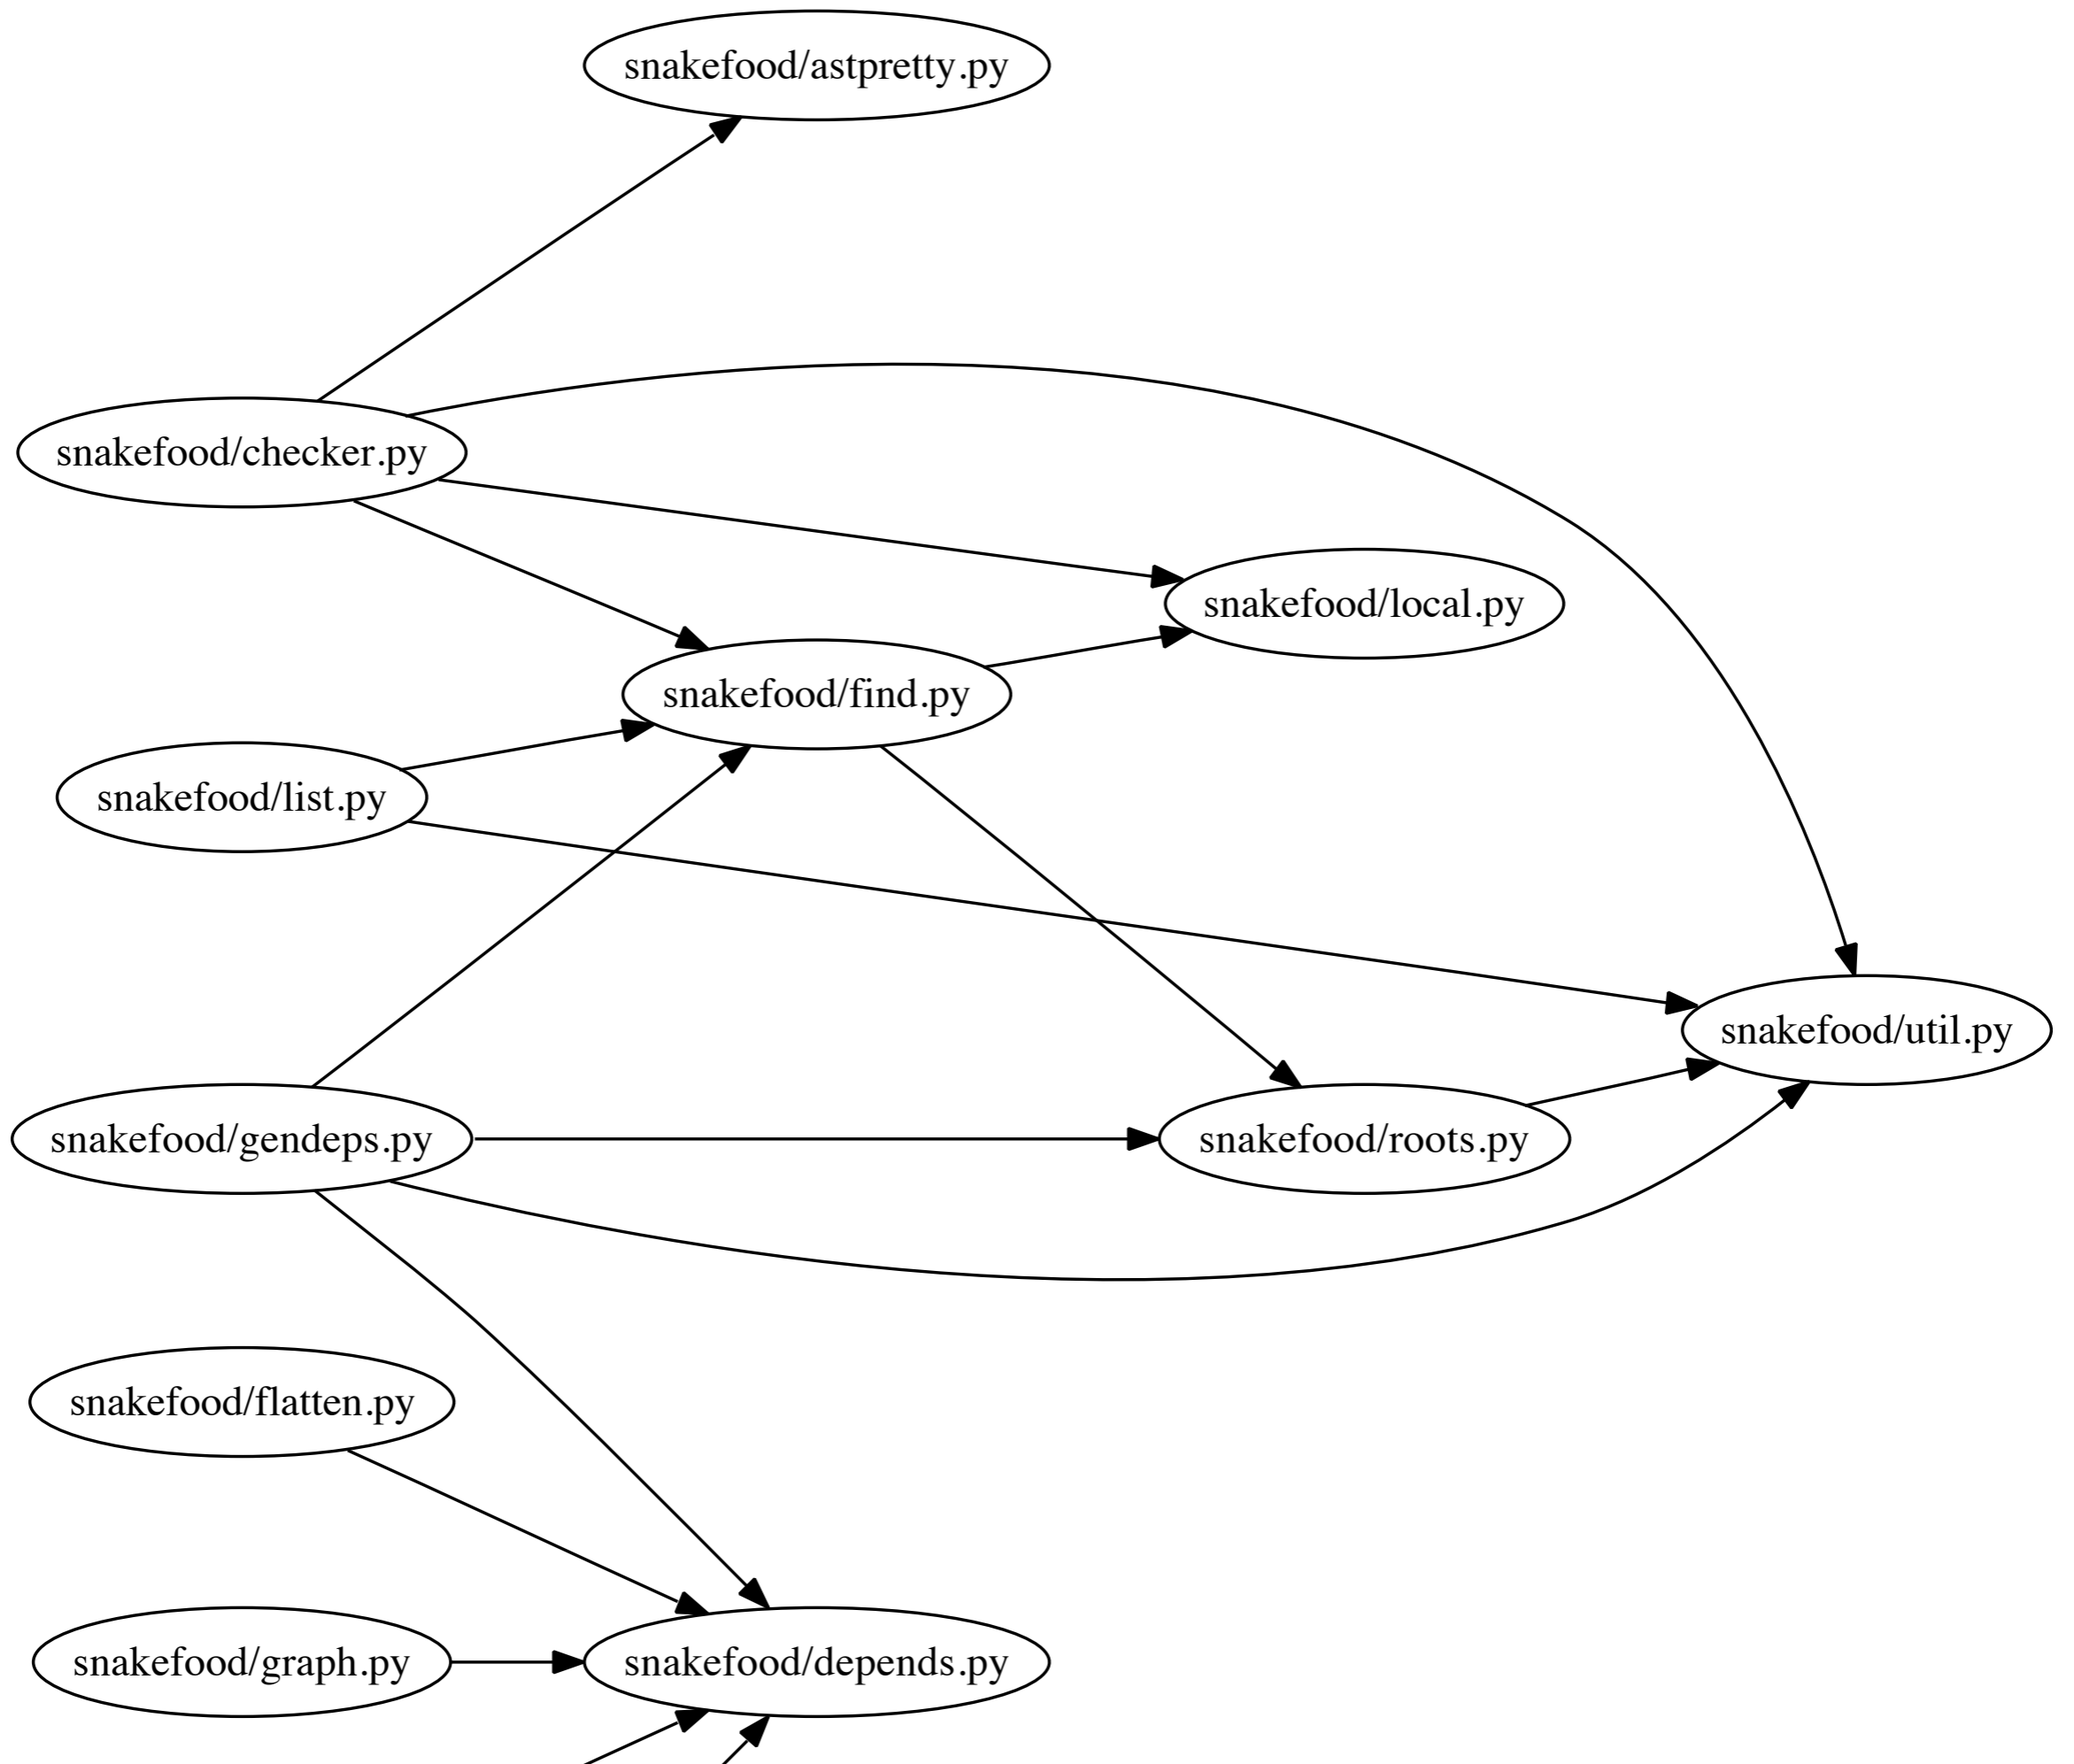 snakefood/astpretty.py
snakefood/checker.py
snakefood/local.py
snakefood/find.py
snakefood/list.py
snakefood/util.py
snakefood/gendeps.py
snakefood/roots.py
snakefood/flatten.py
snakefood/graph.py
snakefood/depends.py